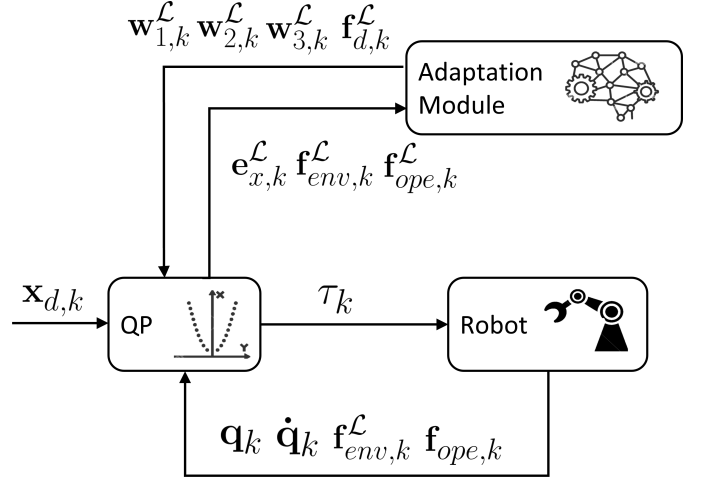 w^ℒ_{1,k} w^ℒ_{2,k} w^ℒ_{3,k} f^ℒ_{d,k}
Adaptation
Module
e^ℒ_{x,k} f^ℒ_{env,k} f^ℒ_{ope,k}
x_{d,k}
QP
X
Y
τ_k
Robot
q_k q̇_k f^ℒ_{env,k} f_{ope,k}